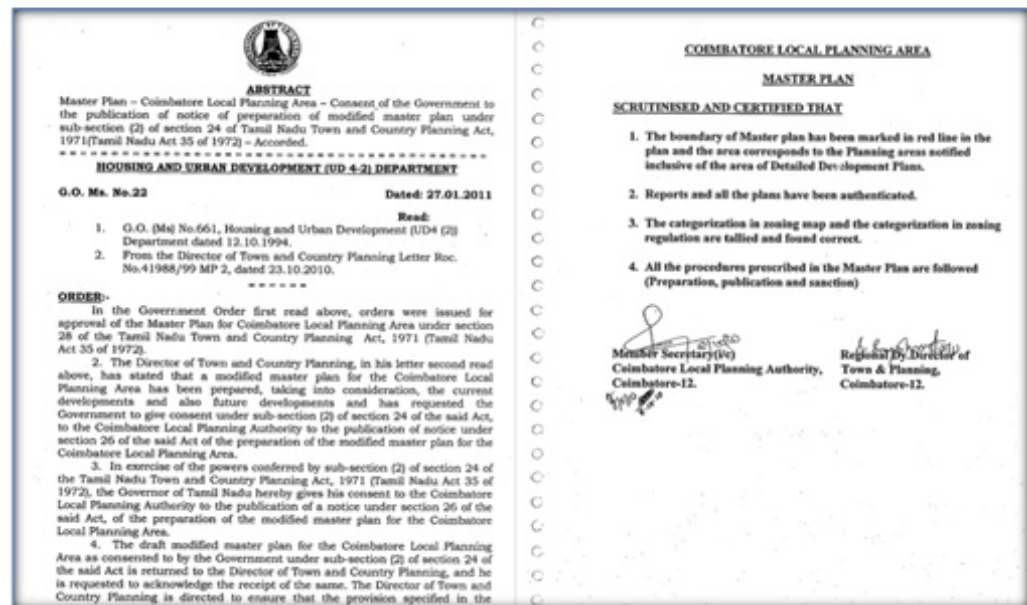 ABSTRACT
Master Plan – Coimbatore Local Planning Area – Consent of the Government to
the publication of notice of preparation of modified master plan under
sub-section (2) of section 24 of Tamil Nadu Town and Country Planning Act,
1971(Tamil Nadu Act 35 of 1972) – Accorded.
HOUSING AND URBAN DEVELOPMENT (UD 4-2) DEPARTMENT
G.O. Ms. No.22 Dated: 27.01.2011
Read:
1. G.O. (Ms) No.661, Housing and Urban Development (UD4 (2))
Department dated 12.10.1994.
2. From the Director of Town and Country Planning Letter Roc.
No.41988/99 MP 2, dated 23.10.2010.
ORDER:-
In the Government Order first read above, orders were issued for
approval of the Master Plan for Coimbatore Local Planning Area under section
28 of the Tamil Nadu Town and Country Planning Act, 1971 (Tamil Nadu
Act 35 of 1972).
2. The Director of Town and Country Planning, in his letter second read
above, has stated that a modified master plan for the Coimbatore Local
Planning Area has been prepared, taking into consideration, the current
developments and also future developments and has requested the
Government to give consent under sub-section (2) of section 24 of the said Act,
to the Coimbatore Local Planning Authority to the publication of notice under
section 26 of the said Act of the preparation of the modified master plan for the
Coimbatore Local Planning Area.
3. In exercise of the powers conferred by sub-section (2) of section 24 of
the Tamil Nadu Town and Country Planning Act, 1971 (Tamil Nadu Act 35 of
1972), the Governor of Tamil Nadu hereby gives his consent to the Coimbatore
Local Planning Authority to the publication of a notice under section 26 of the
said Act, of the preparation of the modified master plan for the Coimbatore
Local Planning Area.
4. The draft modified master plan for the Coimbatore Local Planning
Area as consented to by the Government under sub-section (2) of section 24 of
the said Act is returned to the Director of Town and Country Planning, and he
is requested to acknowledge the receipt of the same. The Director of Town and
Country Planning is directed to ensure that the provision specified in the
COIMBATORE LOCAL PLANNING AREA
MASTER PLAN
SCRUTINISED AND CERTIFIED THAT
1. The boundary of Master plan has been marked in red line in the
plan and the area corresponds to the Planning areas notified
inclusive of the area of Detailed Development Plans.
2. Reports and all the plans have been authenticated.
3. The categorization in zoning map and the categorization in zoning
regulation are tallied and found correct.
4. All the procedures prescribed in the Master Plan are followed
(Preparation, publication and sanction)
Member Secretary(i/c) Regional Dy.Director of
Coimbatore Local Planning Authority, Town & Planning,
Coimbatore-12. Coimbatore-12.